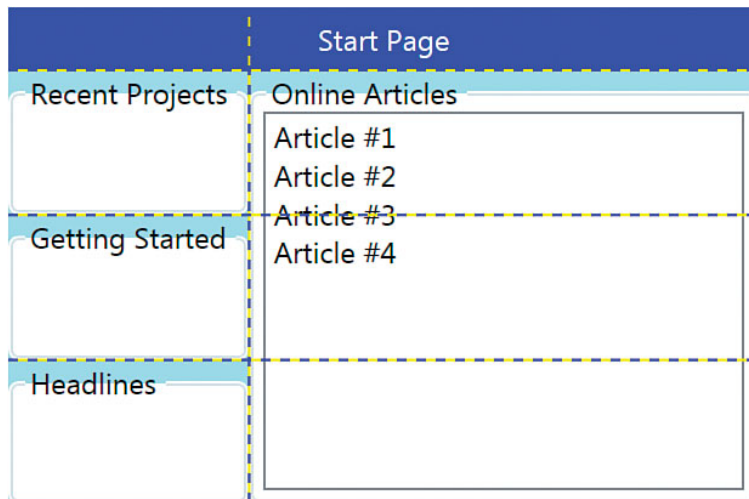 Start Page
Recent Projects
Online Articles
Article #1
Article #2
Article #3
Getting Started
Article #4
Headlines